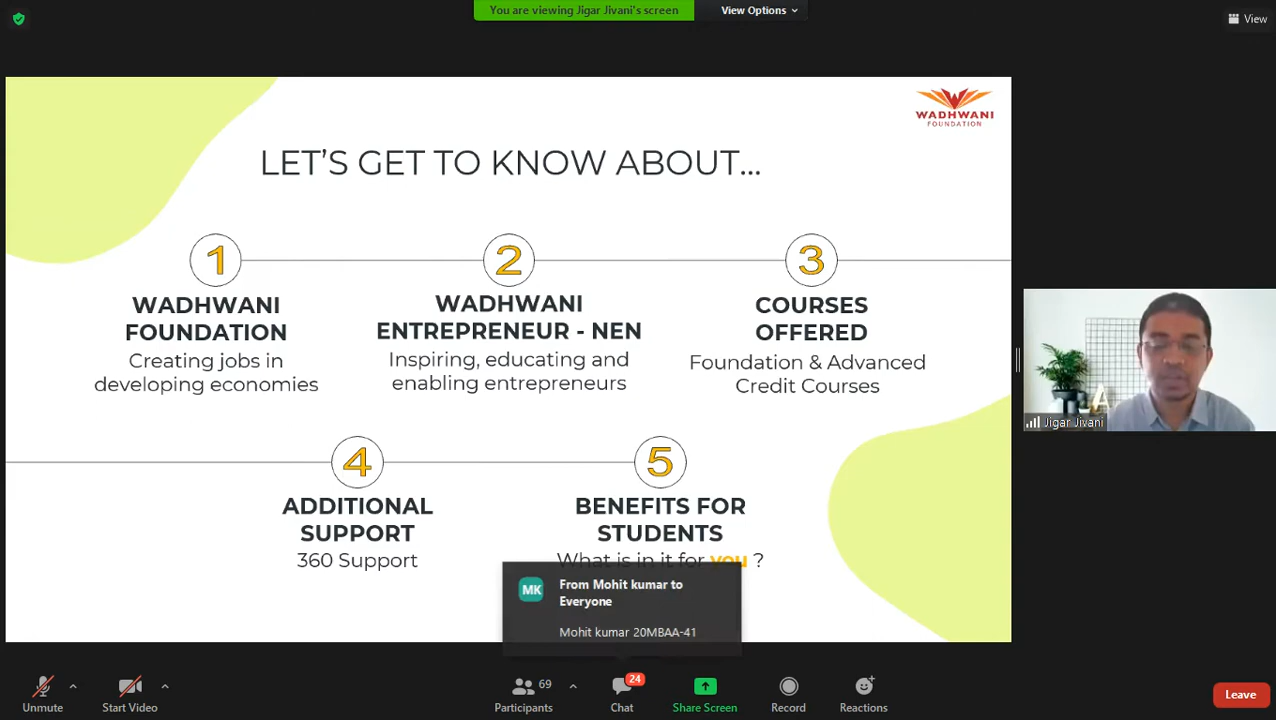 You are viewing Jigar Jivani's screen
View Options
View
WADHWANI
FOUNDATION
LET'S GET TO KNOW ABOUT...
1
2
3
WADHWANI
FOUNDATION
Creating jobs in
developing economies
WADHWANI
ENTREPRENEUR - NEN
Inspiring, educating and
enabling entrepreneurs
COURSES
OFFERED
Foundation & Advanced
Credit Courses
Jigar Jivani
4
5
ADDITIONAL
SUPPORT
360 Support
BENEFITS FOR
STUDENTS
What is in it for you ?
MK
From Mohit kumar to
Everyone
Mohit kumar 20MBAA-41
Unmute
Start Video
69
Participants
24
Chat
Share Screen
Record
Reactions
Leave